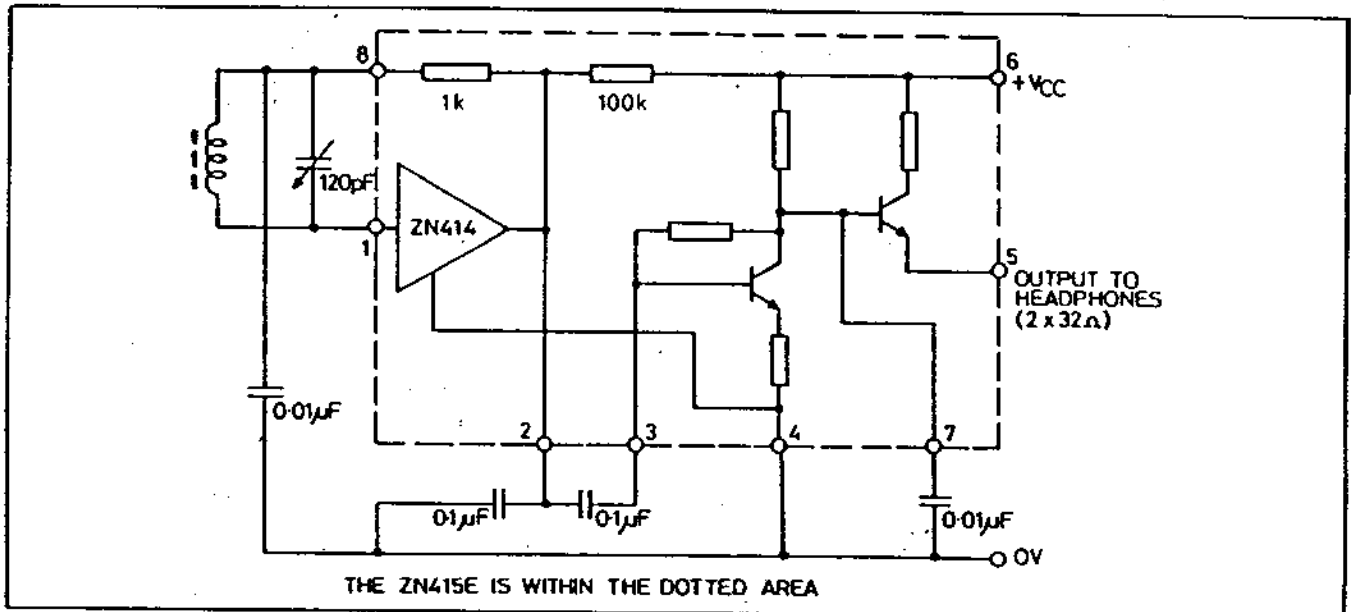 8
1k
100k
6
+ VCC
120pF
1
ZN414
5
OUTPUT TO
HEADPHONES
(2 x 32Ω)
0·01µF
2
3
4
7
0·1µF
0·1µF
0·01µF
0V
THE ZN415E IS WITHIN THE DOTTED AREA